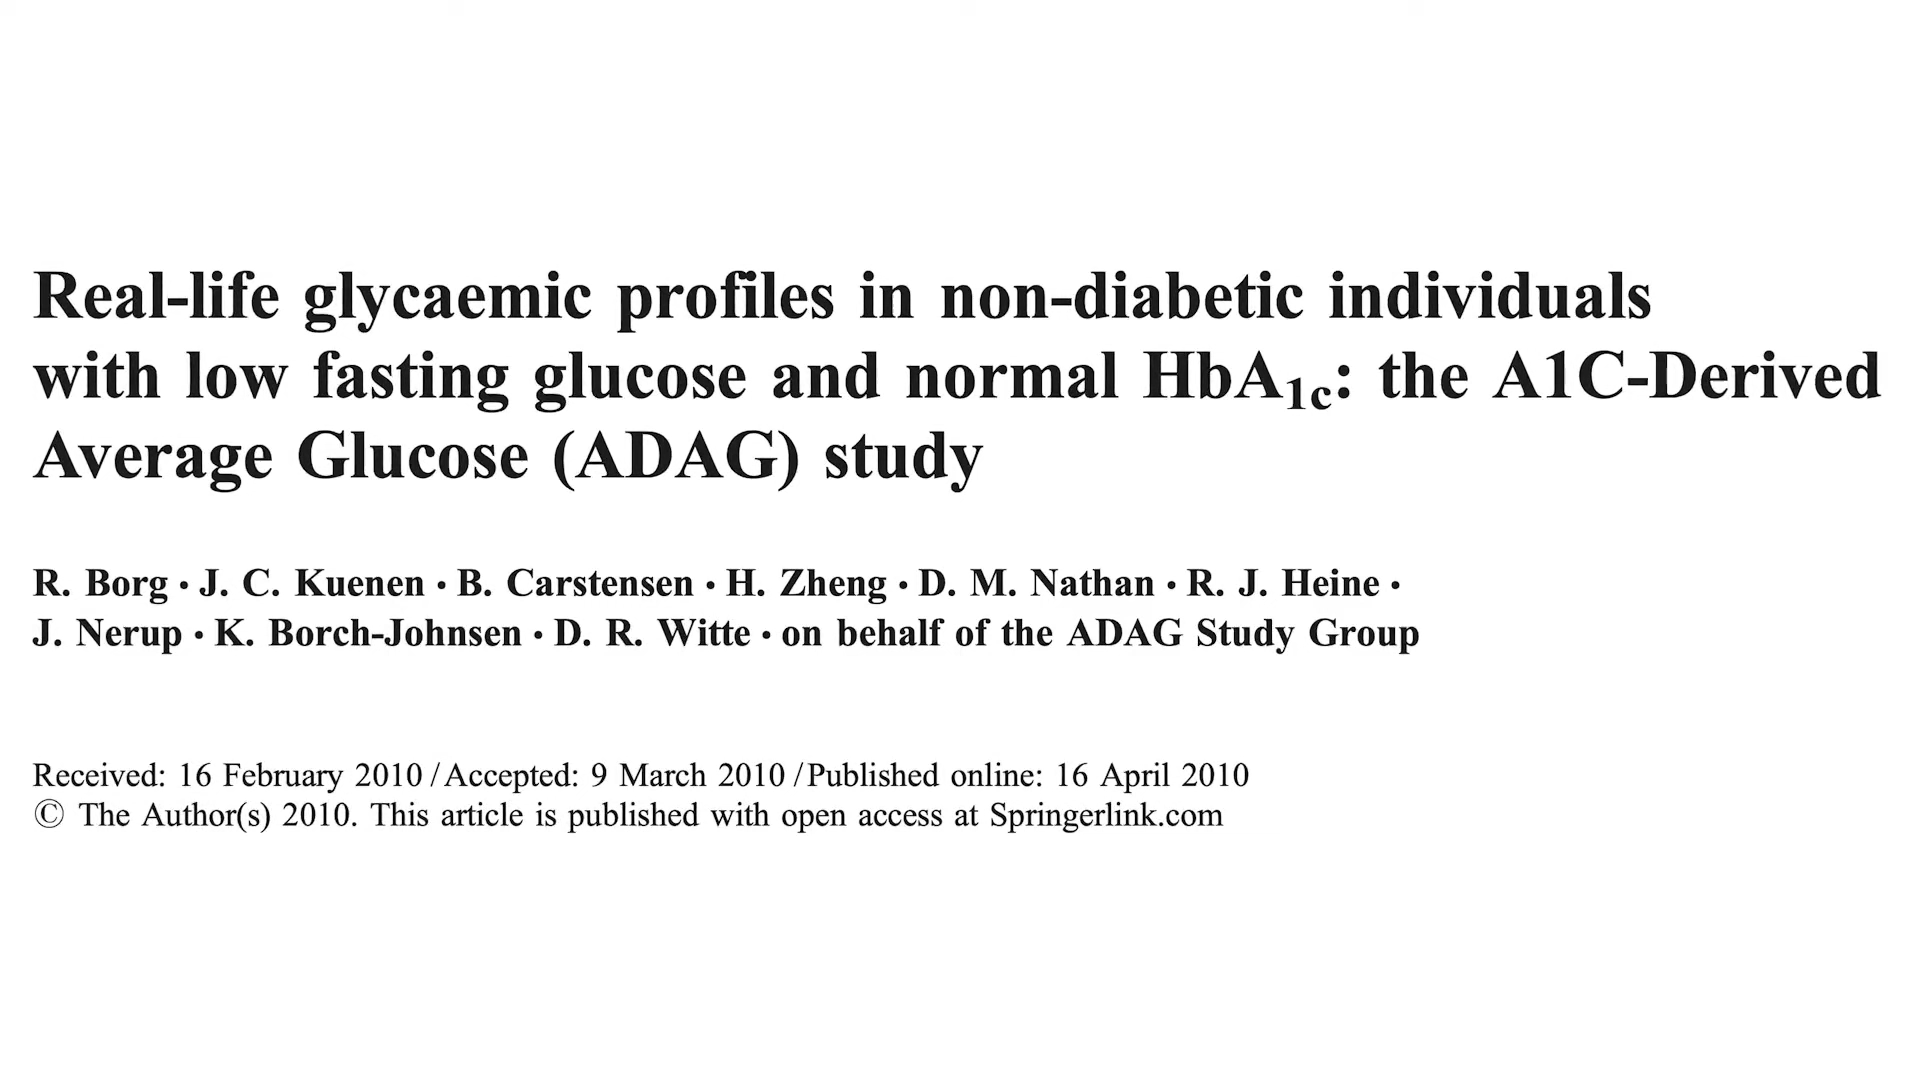 Real-life glycaemic profiles in non-diabetic individuals
with low fasting glucose and normal HbA1c: the A1C-Derived
Average Glucose (ADAG) study
R. Borg • J. C. Kuenen • B. Carstensen • H. Zheng • D. M. Nathan • R. J. Heine •
J. Nerup • K. Borch-Johnsen • D. R. Witte • on behalf of the ADAG Study Group
Received: 16 February 2010 / Accepted: 9 March 2010 / Published online: 16 April 2010
© The Author(s) 2010. This article is published with open access at Springerlink.com